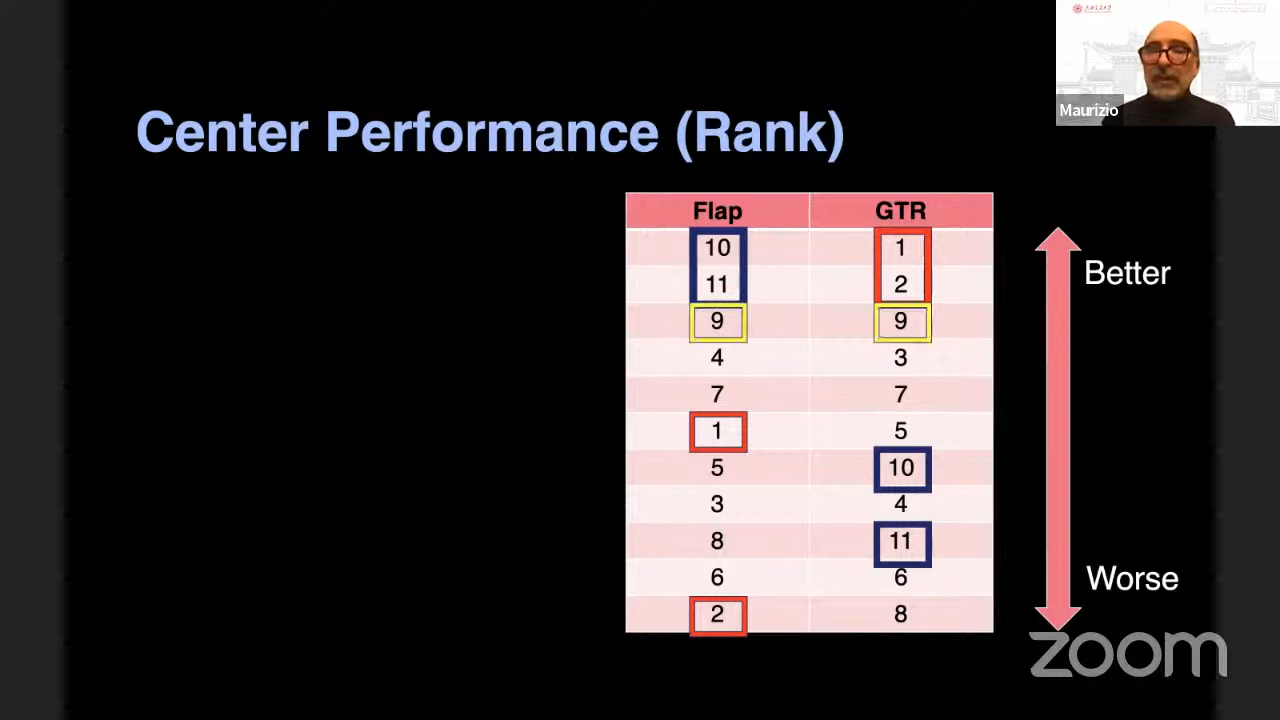 Maurizio
Center Performance (Rank)
Flap GTR
10 1
11 2
9 9
4 3
7 7
1 5
5 10
3 4
8 11
6 6
2 8
Better
Worse
zoom